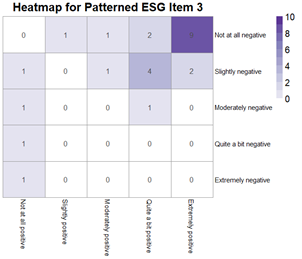 Heatmap for Patterned ESG Item 3
0 1 1 2 Not at all negative
1 0 1 4 2 Slightly negative
1 0 0 1 0 Moderately negative
1 0 0 0 0 Quite a bit negative
1 0 0 0 0 Extremely negative
Not at all positive
Slightly positive
Moderately positive
Quite a bit positive
Extremely positive
10
8
6
4
2
0